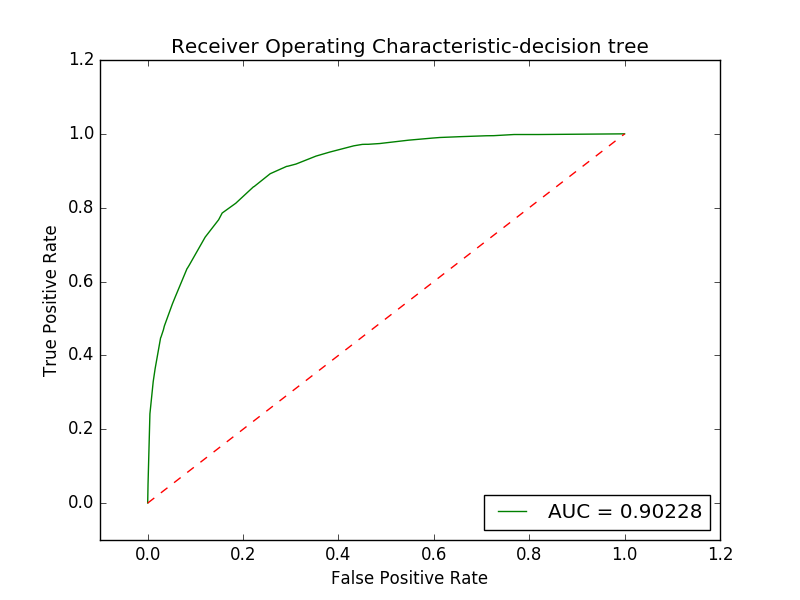 Receiver Operating Characteristic-decision tree
1.2
1.0
0.8
0.6
0.4
0.2
0.0
True Positive Rate
AUC = 0.90228
0.0 0.2 0.4 0.6 0.8 1.0 1.2
False Positive Rate